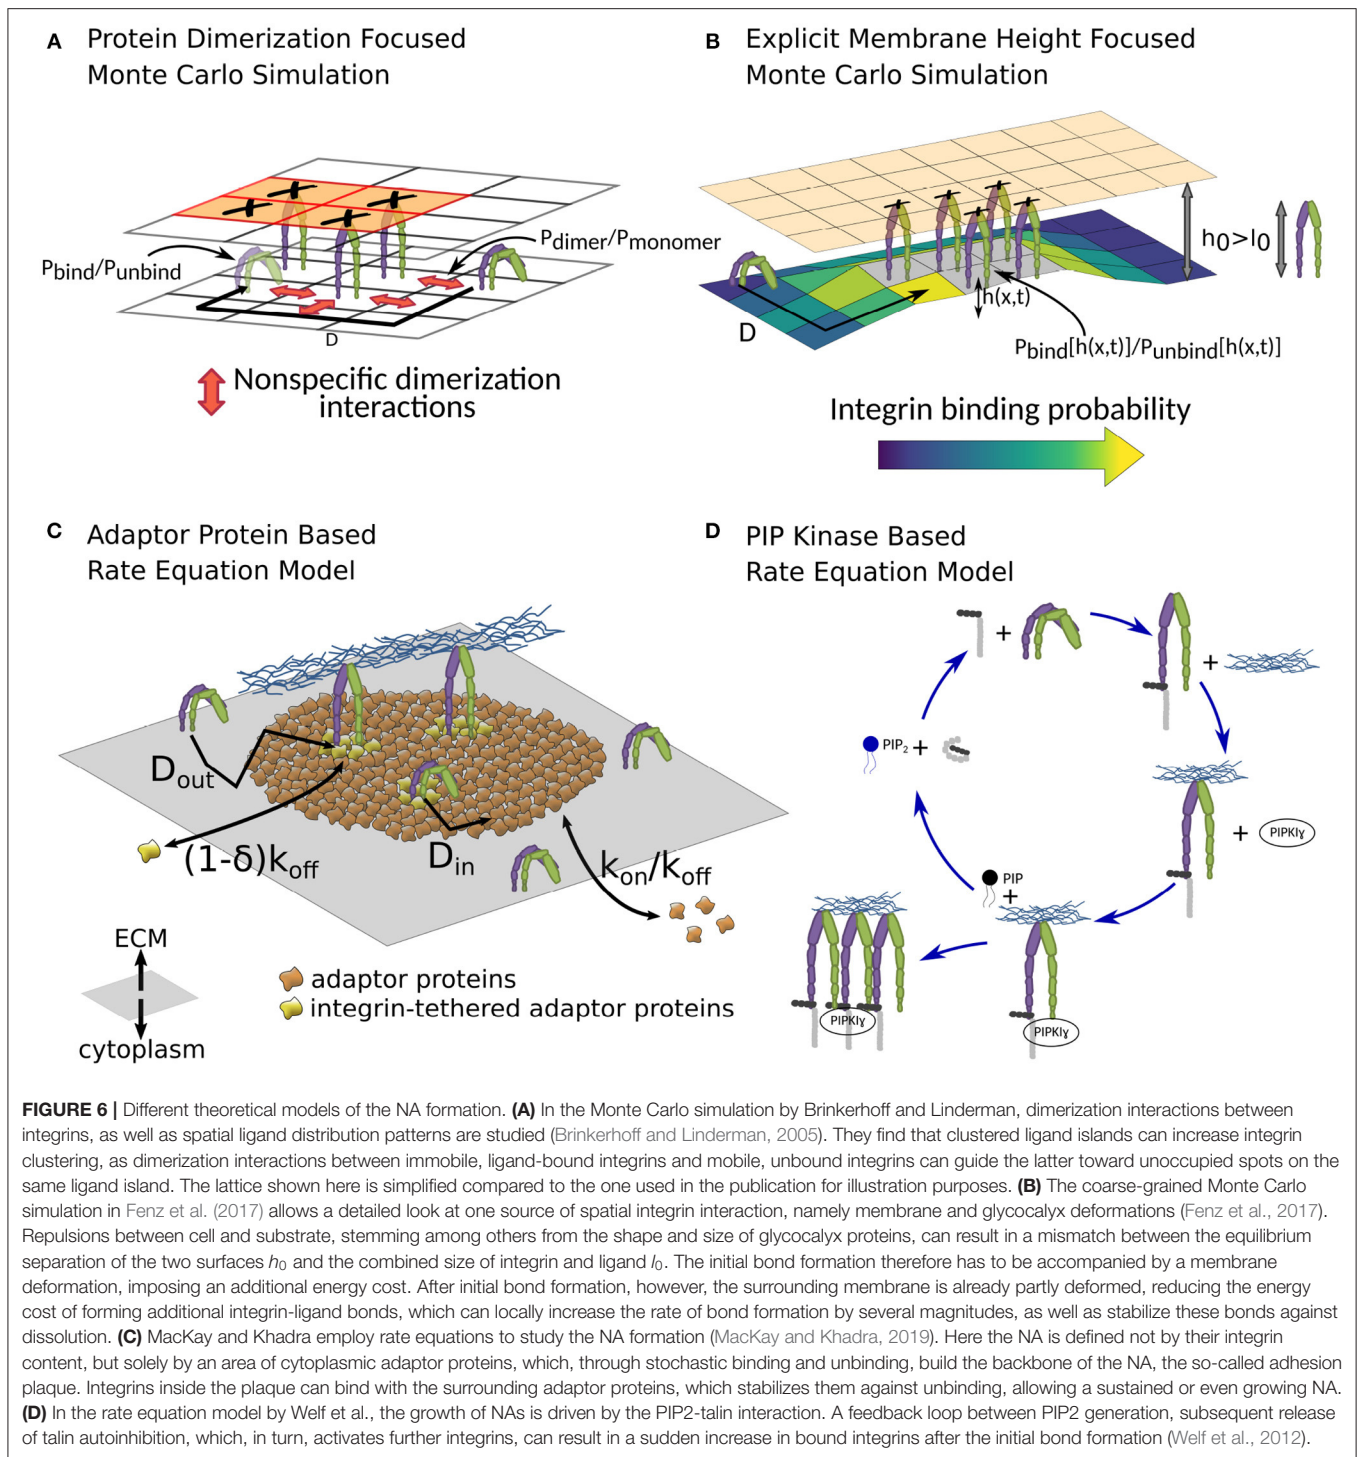 A Protein Dimerization Focused
Monte Carlo Simulation
Pbind/Punbind
Pdimer/Pmonomer
D
Nonspecific dimerization
interactions
B Explicit Membrane Height Focused
Monte Carlo Simulation
h0>l0
h(x,t)
D
Pbind[h(x,t)]/Punbind[h(x,t)]
Integrin binding probability
C Adaptor Protein Based
Rate Equation Model
Dout
Din
(1-δ)koff
kon/koff
ECM
cytoplasm
adaptor proteins
integrin-tethered adaptor proteins
D PIP Kinase Based
Rate Equation Model
+
+
PIP2 +
+ PIPKIγ
PIP
+
PIPKIγ
PIPKIγ
FIGURE 6 | Different theoretical models of the NA formation. (A) In the Monte Carlo simulation by Brinkerhoff and Linderman, dimerization interactions between
integrins, as well as spatial ligand distribution patterns are studied (Brinkerhoff and Linderman, 2005). They find that clustered ligand islands can increase integrin
clustering, as dimerization interactions between immobile, ligand-bound integrins and mobile, unbound integrins can guide the latter toward unoccupied spots on the
same ligand island. The lattice shown here is simplified compared to the one used in the publication for illustration purposes. (B) The coarse-grained Monte Carlo
simulation in Fenz et al. (2017) allows a detailed look at one source of spatial integrin interaction, namely membrane and glycocalyx deformations (Fenz et al., 2017).
Repulsions between cell and substrate, stemming among others from the shape and size of glycocalyx proteins, can result in a mismatch between the equilibrium
separation of the two surfaces h0 and the combined size of integrin and ligand l0. The initial bond formation therefore has to be accompanied by a membrane
deformation, imposing an additional energy cost. After initial bond formation, however, the surrounding membrane is already partly deformed, reducing the energy
cost of forming additional integrin-ligand bonds, which can locally increase the rate of bond formation by several magnitudes, as well as stabilize these bonds against
dissolution. (C) MacKay and Khadra employ rate equations to study the NA formation (MacKay and Khadra, 2019). Here the NA is defined not by their integrin
content, but solely by an area of cytoplasmic adaptor proteins, which, through stochastic binding and unbinding, build the backbone of the NA, the so-called adhesion
plaque. Integrins inside the plaque can bind with the surrounding adaptor proteins, which stabilizes them against unbinding, allowing a sustained or even growing NA.
(D) In the rate equation model by Welf et al., the growth of NAs is driven by the PIP2-talin interaction. A feedback loop between PIP2 generation, subsequent release
of talin autoinhibition, which, in turn, activates further integrins, can result in a sudden increase in bound integrins after the initial bond formation (Welf et al., 2012).